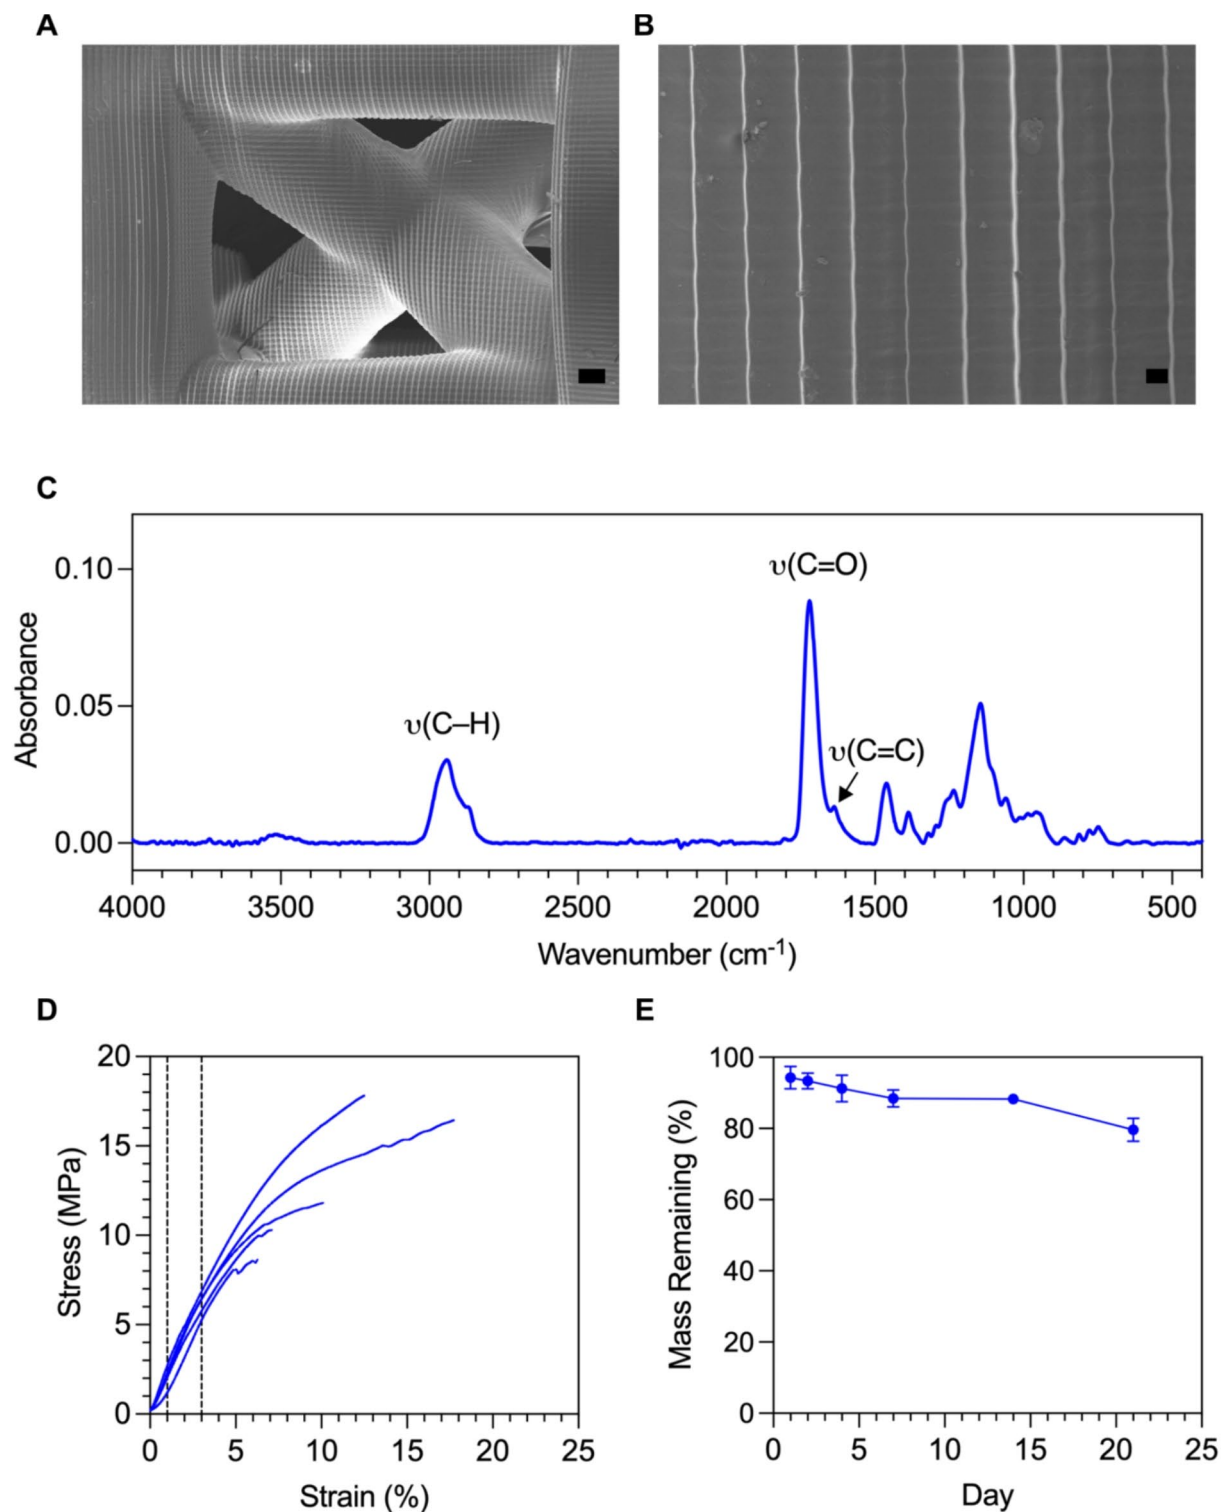 A
B
C
0.10
0.05
0.00
Absorbance
υ(C–H)
υ(C=O)
υ(C=C)
4000 3500 3000 2500 2000 1500 1000 500
Wavenumber (cm-1)
D
20
15
10
5
0
Stress (MPa)
0 5 10 15 20 25
Strain (%)
E
100
80
60
40
20
0
Mass Remaining (%)
0 5 10 15 20 25
Day